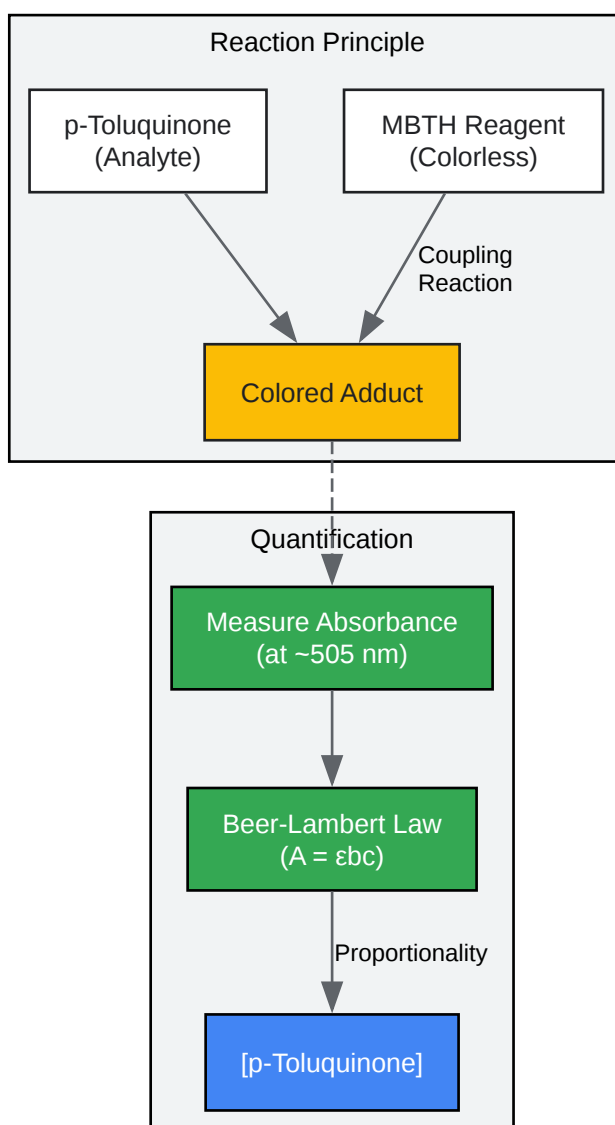 Reaction Principle
p-Toluquinone
(Analyte)
MBTH Reagent
(Colorless)
Coupling
Reaction
Colored Adduct
Quantification
Measure Absorbance
(at ~505 nm)
Beer-Lambert Law
(A = εbc)
Proportionality
[p-Toluquinone]